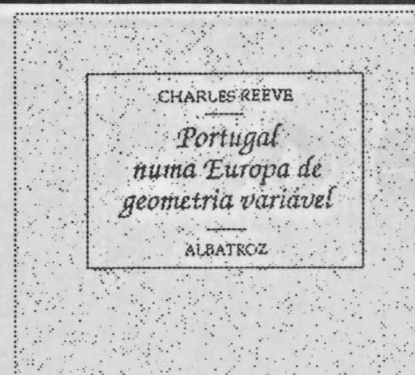 CHARLES REEVE
Portugal
numa Europa de
geometria variável
ALBATROZ